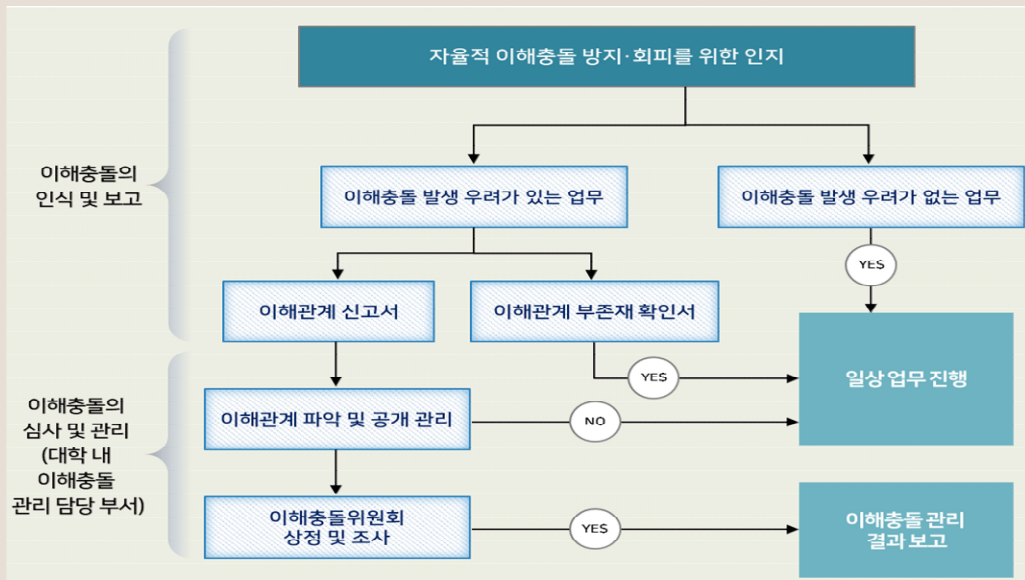 자율적 이해충돌 방지·회피를 위한 인지
이해충돌의
인식 및 보고
이해충돌 발생 우려가 있는 업무
이해충돌 발생 우려가 없는 업무
YES
이해관계 신고서
이해관계 부존재 확인서
YES
일상 업무 진행
이해충돌의
심사 및 관리
(대학 내
이해충돌
관리 담당 부서)
이해관계 파악 및 공개 관리
NO
이해충돌위원회
상정 및 조사
YES
이해충돌 관리
결과 보고